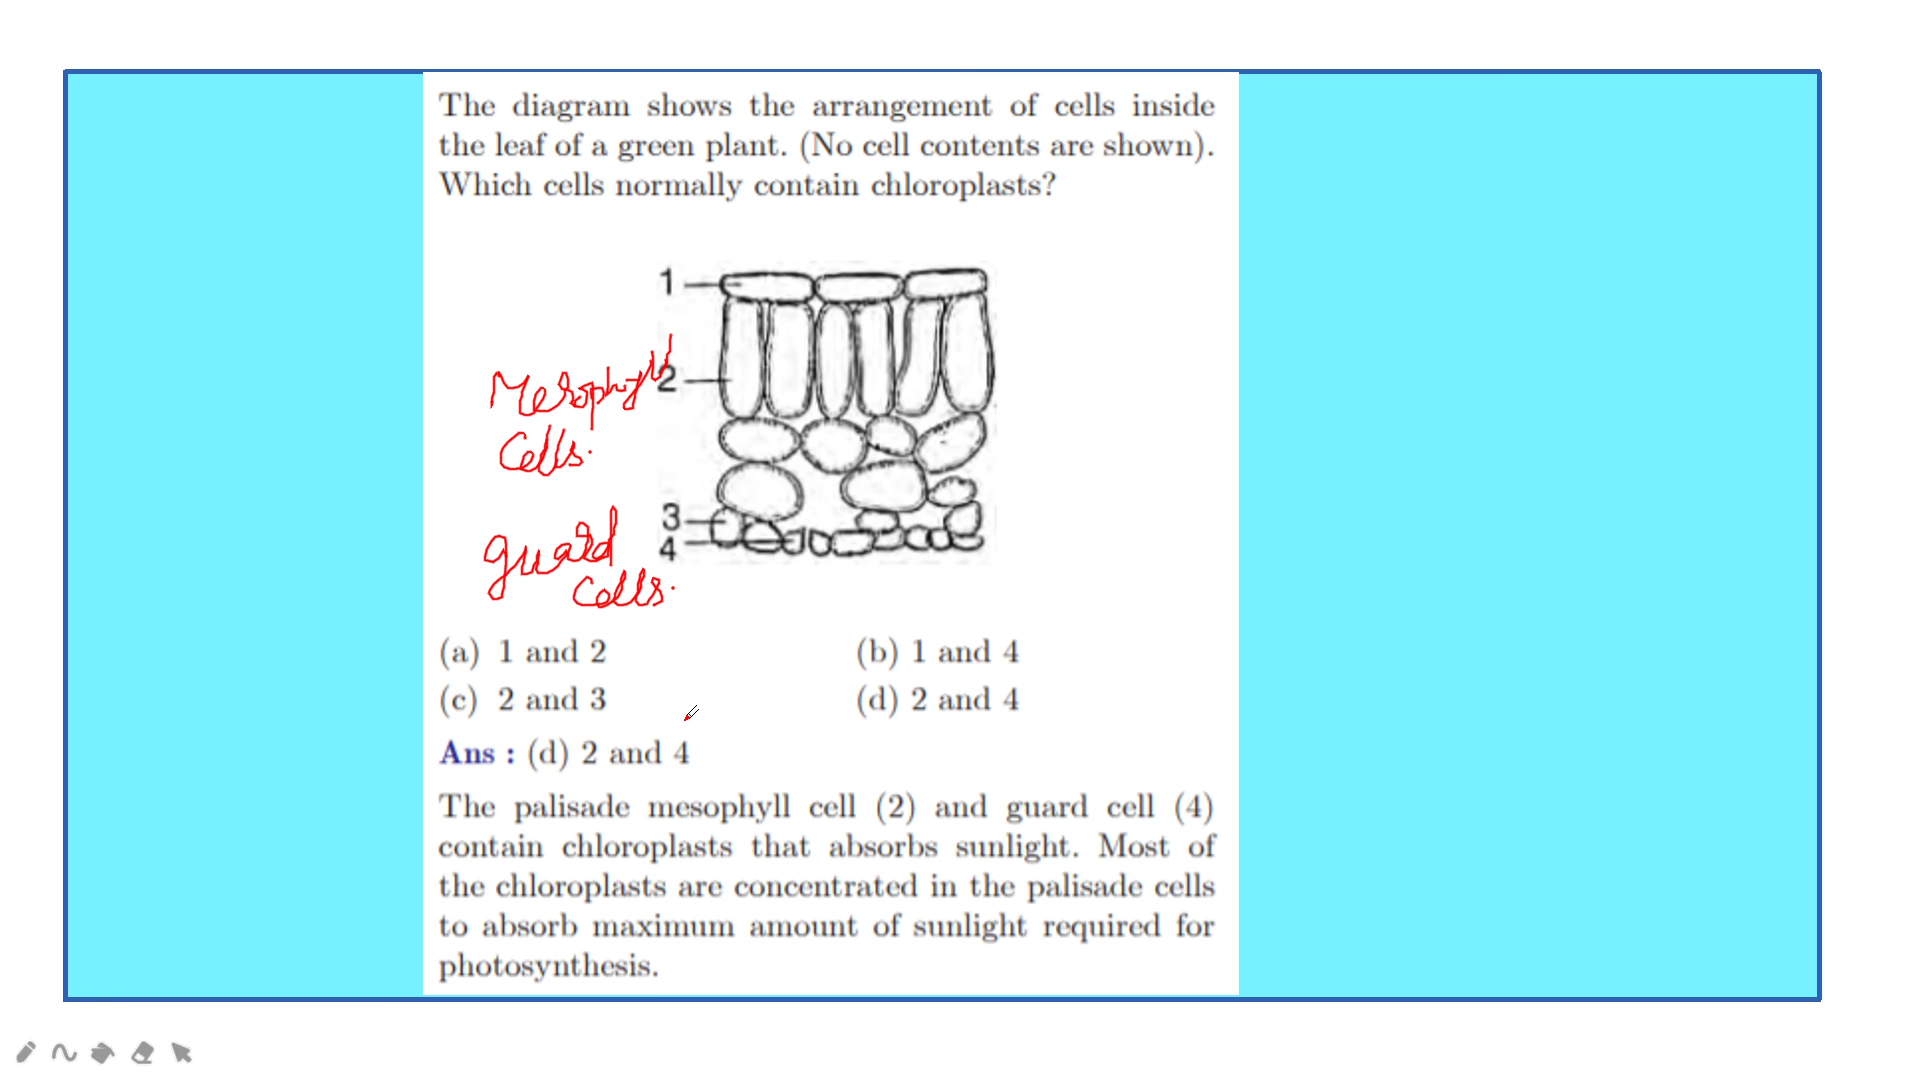 The diagram shows the arrangement of cells inside
the leaf of a green plant. (No cell contents are shown).
Which cells normally contain chloroplasts?
1
Mesophyll 2
Cells.
3
guard 4
Cells.
(a) 1 and 2 (b) 1 and 4
(c) 2 and 3 (d) 2 and 4
Ans : (d) 2 and 4
The palisade mesophyll cell (2) and guard cell (4)
contain chloroplasts that absorbs sunlight. Most of
the chloroplasts are concentrated in the palisade cells
to absorb maximum amount of sunlight required for
photosynthesis.